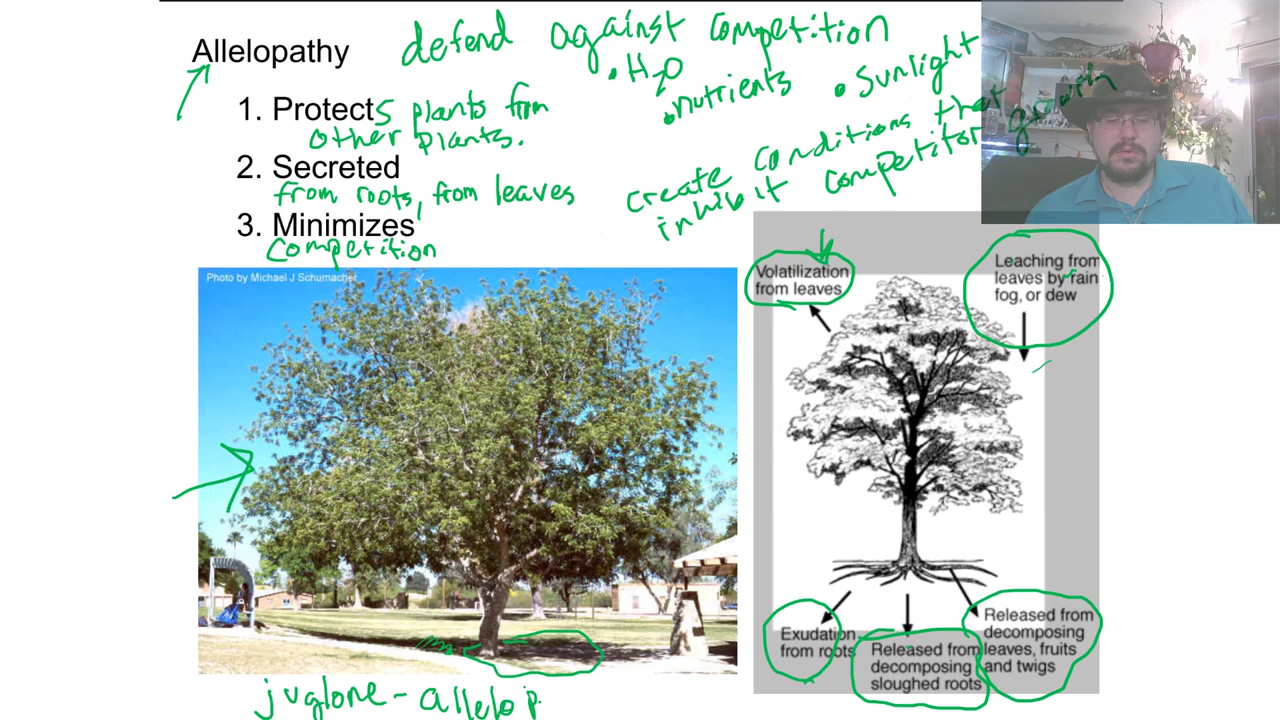 Allelopathy defend against competition
• H2O
• nutrients
• Sunlight
1. Protects plants from
other plants.
2. Secreted
from roots, from leaves
3. Minimizes
competition
create conditions that
inhibit competitor growth
Photo by Michael J Schumacher
Volatilization
from leaves
Leaching from
leaves by rain
fog, or dew
Exudation
from roots
Released from
decomposing
sloughed roots
Released from
decomposing
leaves, fruits
and twigs
juglone - allelop